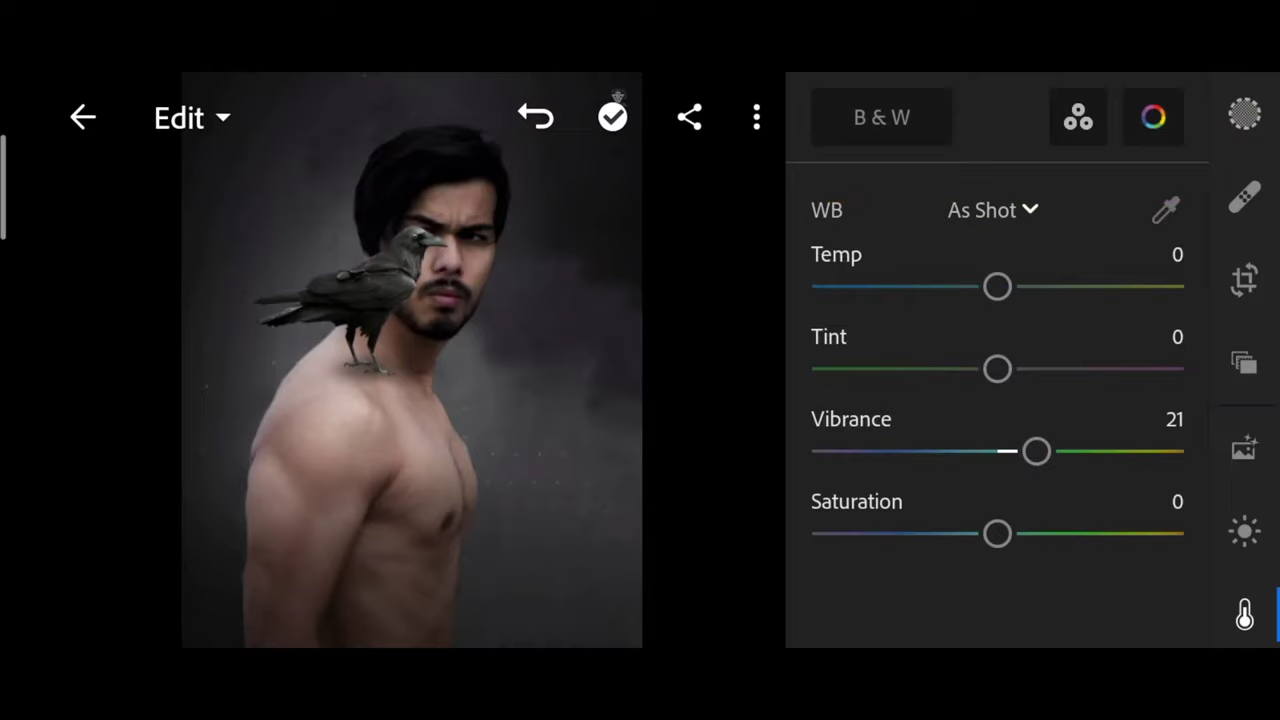 Edit
B & W
WB As Shot
Temp 0
Tint 0
Vibrance 21
Saturation 0